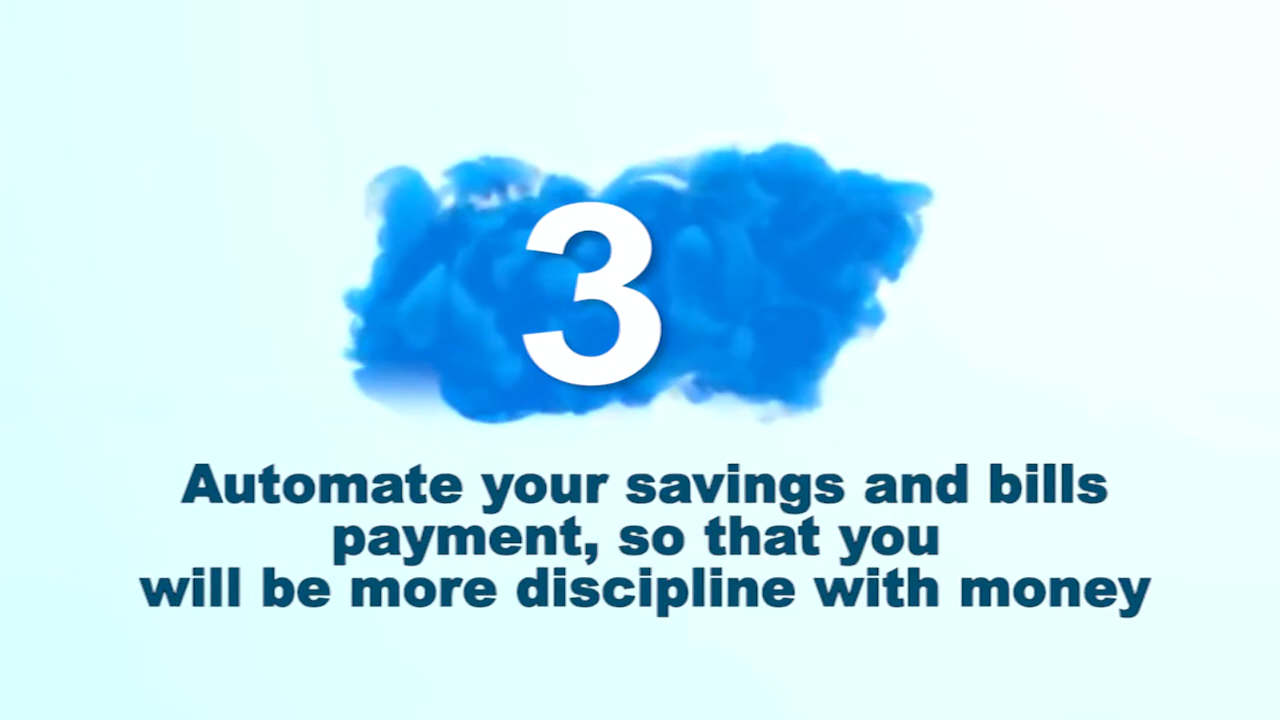 3
Automate your savings and bills
payment, so that you
will be more discipline with money